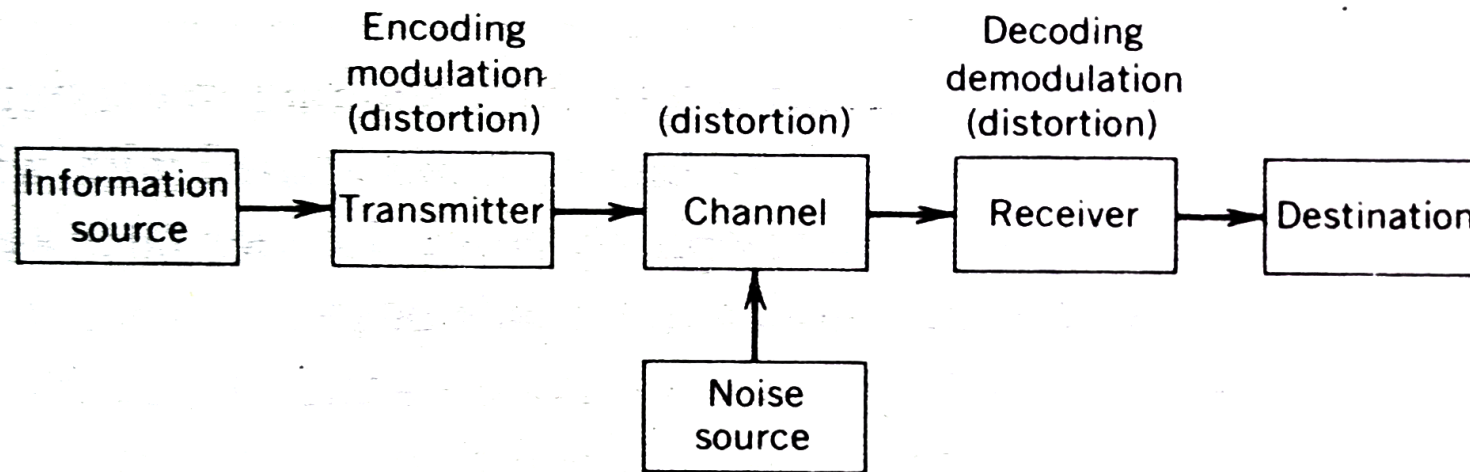 Encoding
modulation
(distortion)
(distortion)
Decoding
demodulation
(distortion)
Information
source
Transmitter
Channel
Receiver
Destination
Noise
source